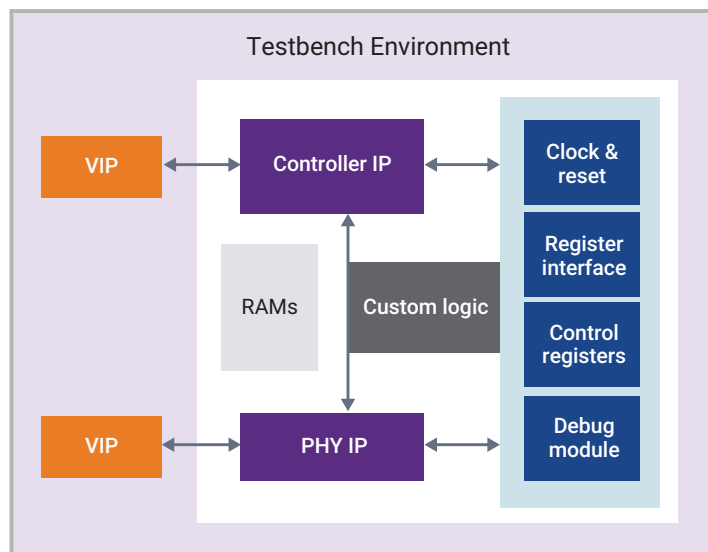 Testbench Environment
VIP
Controller IP
Clock &
reset
Register
interface
RAMs
Custom logic
Control
registers
VIP
PHY IP
Debug
module